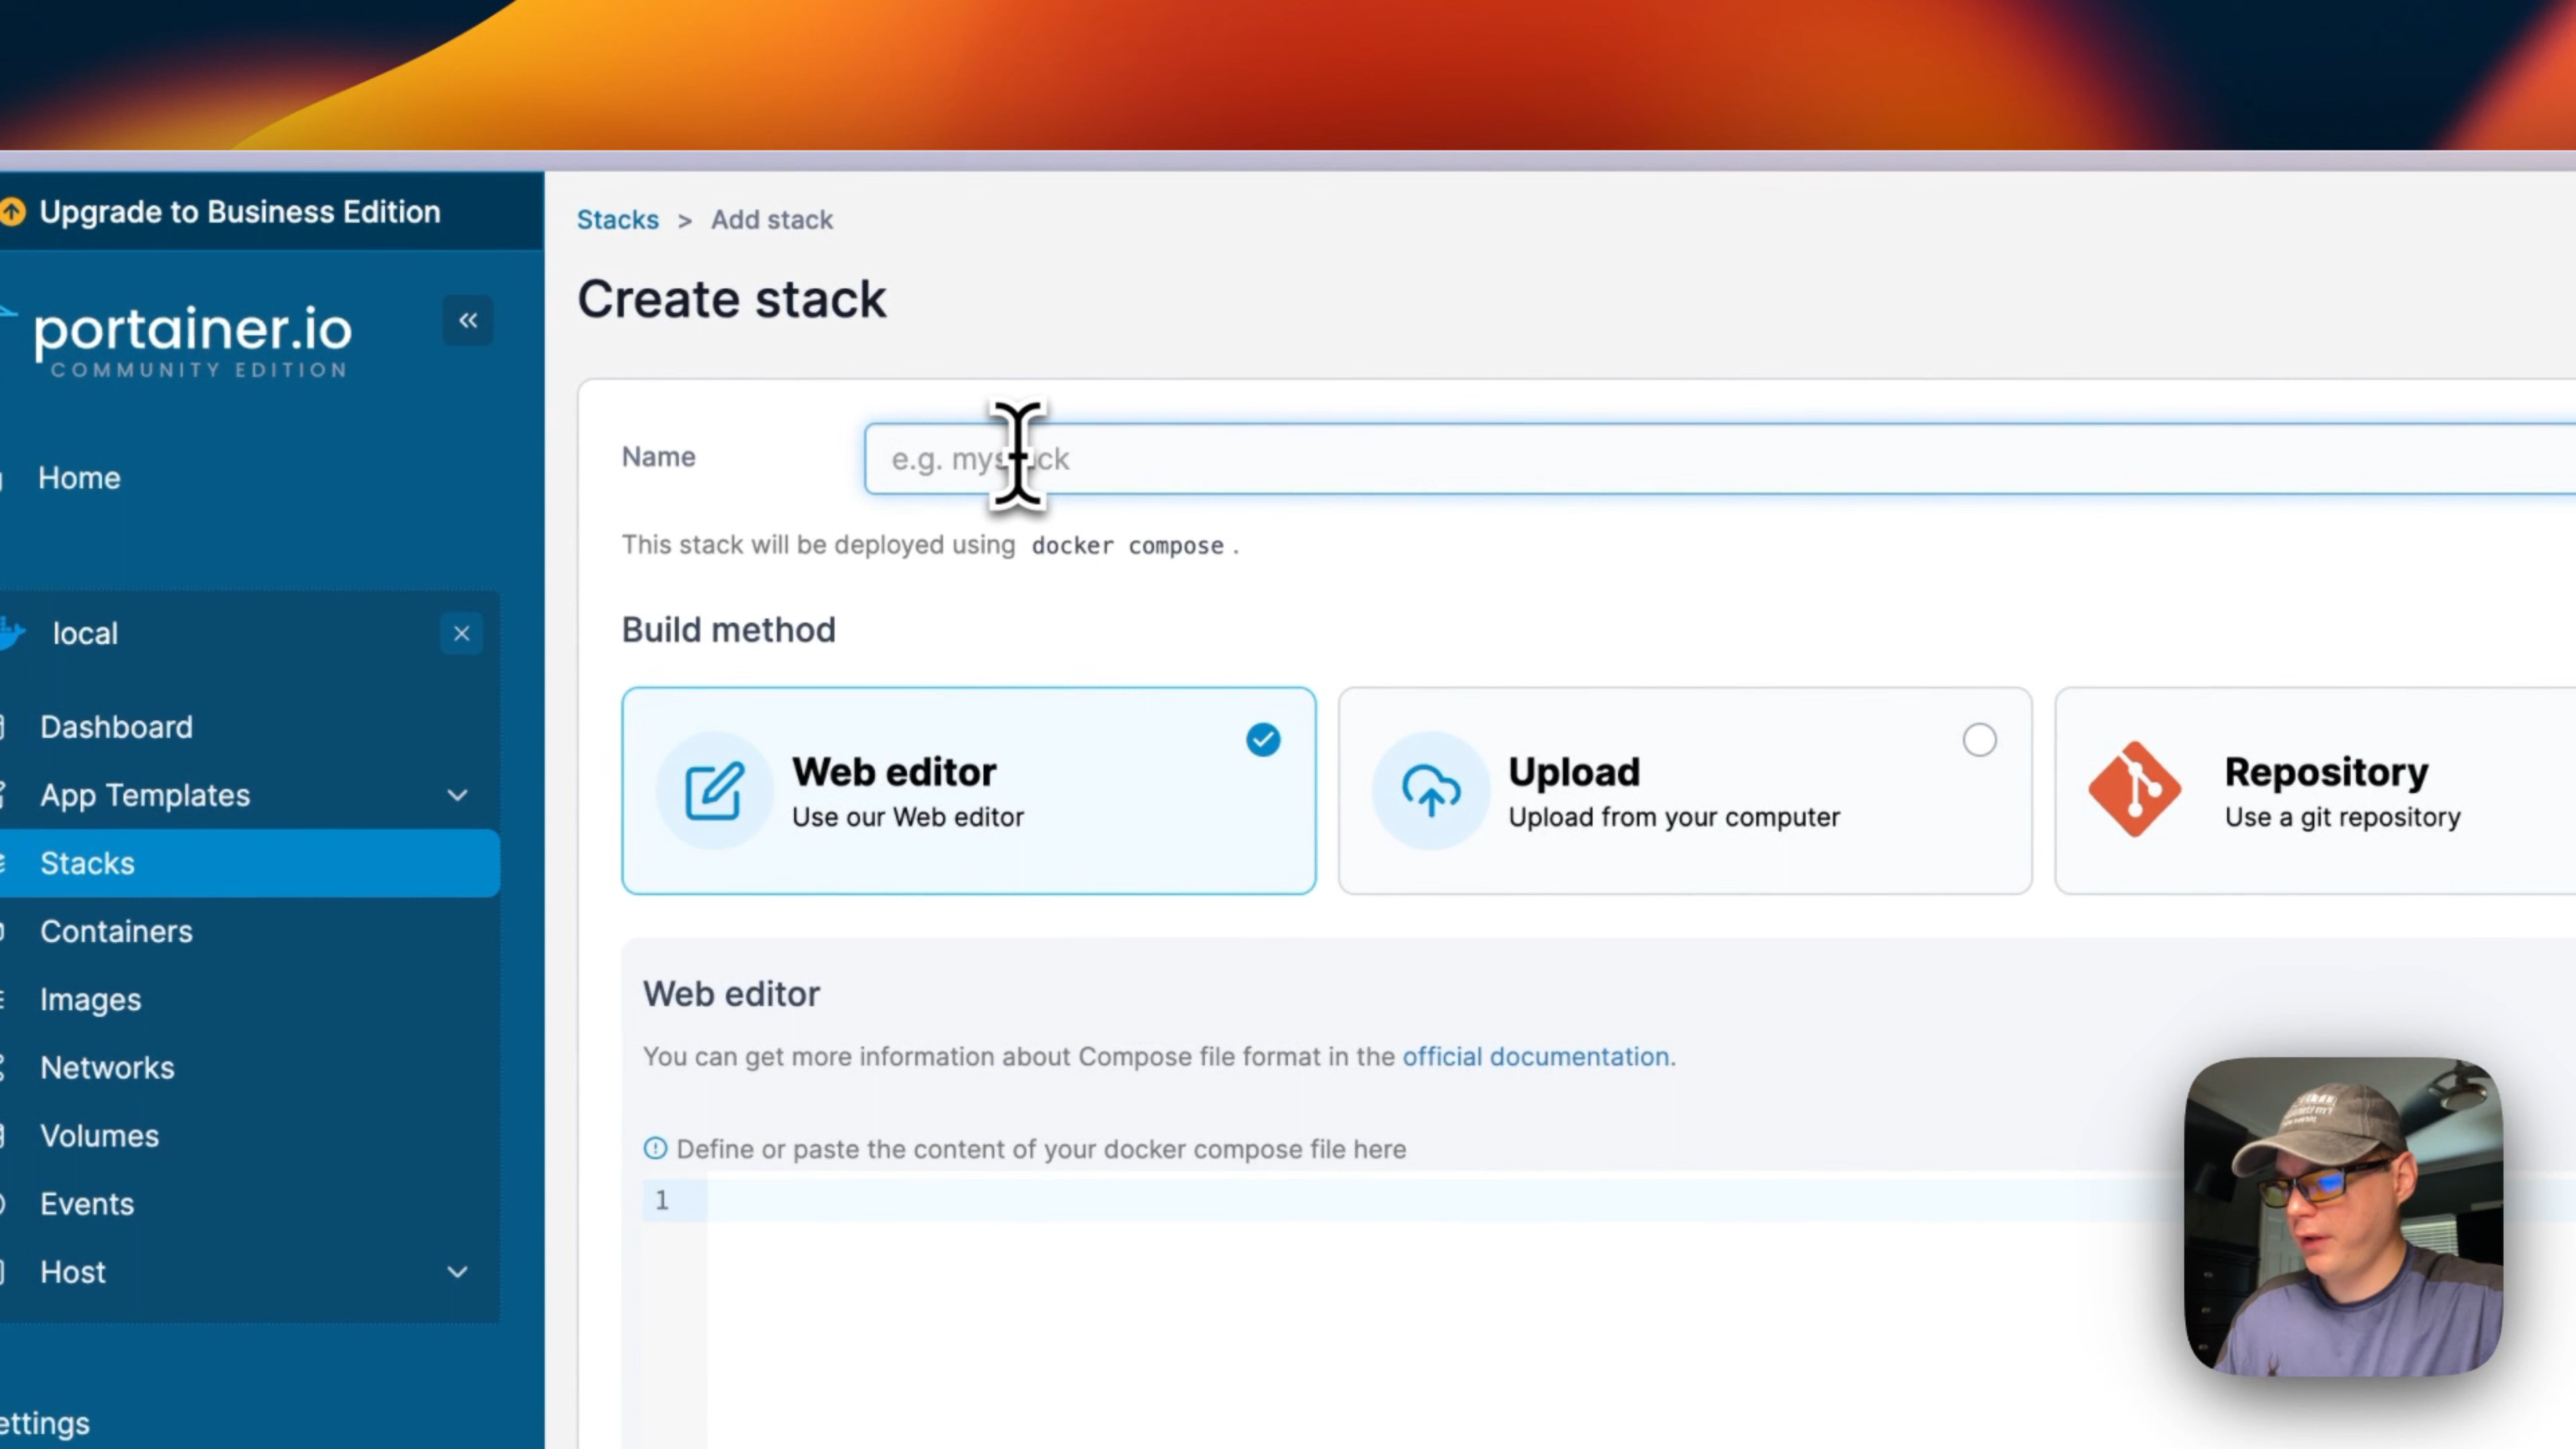 Upgrade to Business Edition
portainer.io
COMMUNITY EDITION
Home
local
Dashboard
App Templates
Stacks
Containers
Images
Networks
Volumes
Events
Host
ettings
Stacks > Add stack
Create stack
Name
This stack will be deployed using docker compose .
Build method
Web editor
Use our Web editor
Upload
Upload from your computer
Repository
Use a git repository
Web editor
You can get more information about Compose file format in the official documentation.
Define or paste the content of your docker compose file here
1